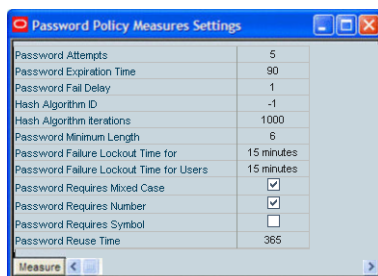 Password Policy Measures Settings
Password Attempts 5
Password Expiration Time 90
Password Fail Delay 1
Hash Algorithm ID -1
Hash Algorithm iterations 1000
Password Minimum Length 6
Password Failure Lockout Time for 15 minutes
Password Failure Lockout Time for Users 15 minutes
Password Requires Mixed Case
Password Requires Number
Password Requires Symbol
Password Reuse Time 365
Measure